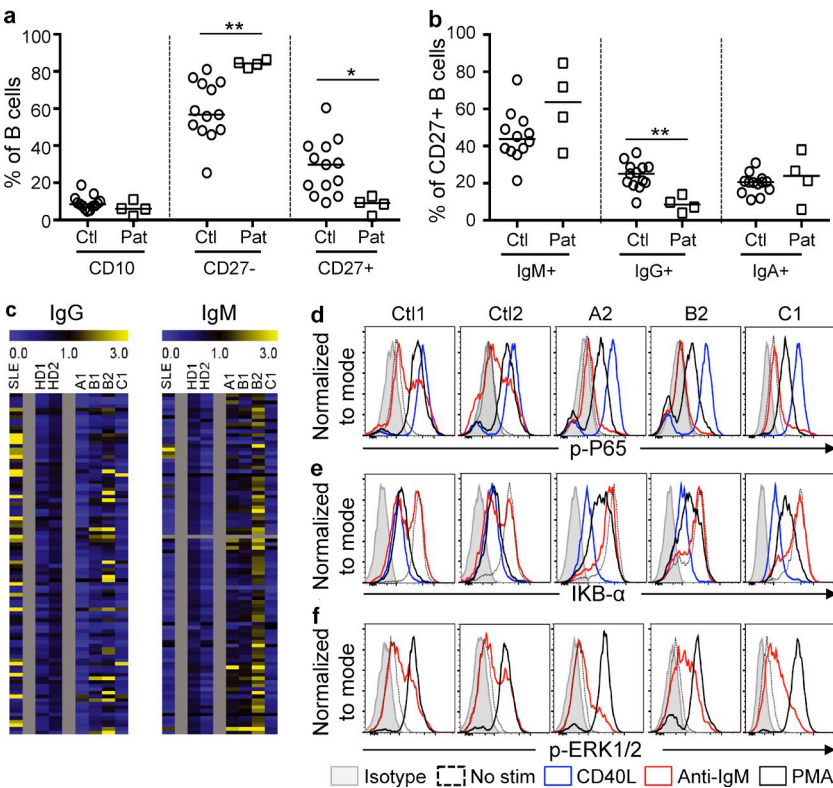 a
% of B cells
100
80
60
40
20
0
**
*
Ctl Pat Ctl Pat Ctl Pat
CD10 CD27- CD27+
b
% of CD27+ B cells
100
80
60
40
20
0
**
Ctl Pat Ctl Pat Ctl Pat
IgM+ IgG+ IgA+
c
IgG IgM
0.0 1.0 3.0 0.0 1.0 3.0
SLE HD1 HD2 A1 B1 B2 C1 SLE HD1 HD2 A1 B1 B2 C1
d
Ctl1 Ctl2 A2 B2 C1
Normalized
to mode
p-P65
e
Normalized
to mode
IKB-α
f
Normalized
to mode
p-ERK1/2
Isotype No stim CD40L Anti-IgM PMA